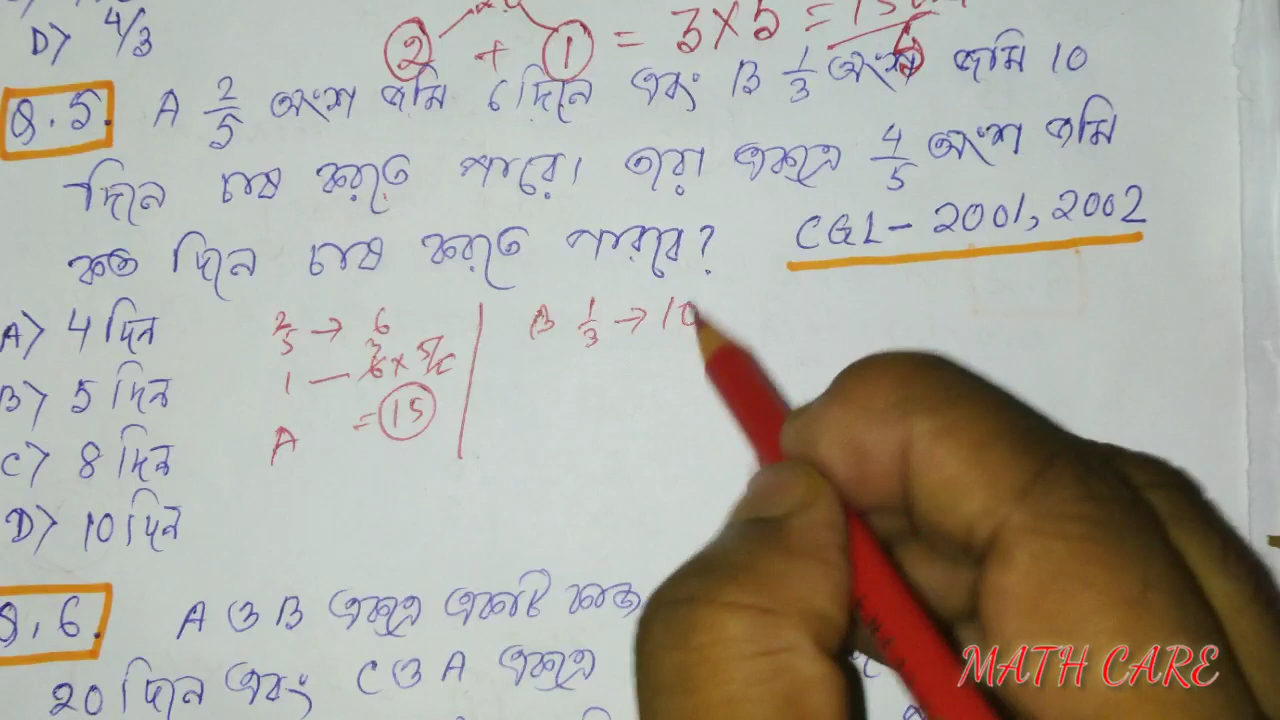 D) 4/3
2 + 1 = 3 X 5 =
Q.5. A 2/5 অংশ জমি 6 দিনে এবং B 1/3 অংশ জমি 10
দিনে চাষ করতে পারে। তারা একত্রে 4/5 অংশ জমি
কত দিনে চাষ করতে পারবে? CGL - 2001, 2002
A) 4 দিন
B) 5 দিন
C) 8 দিন
D) 10 দিন
2/5 → 6
1 — 6 x 5/2
= 15
A
B 1/3 → 10
Q.6. A ও B একত্রে একটি কাজ
20 দিনে এবং C ও A একত্রে
MATH CARE